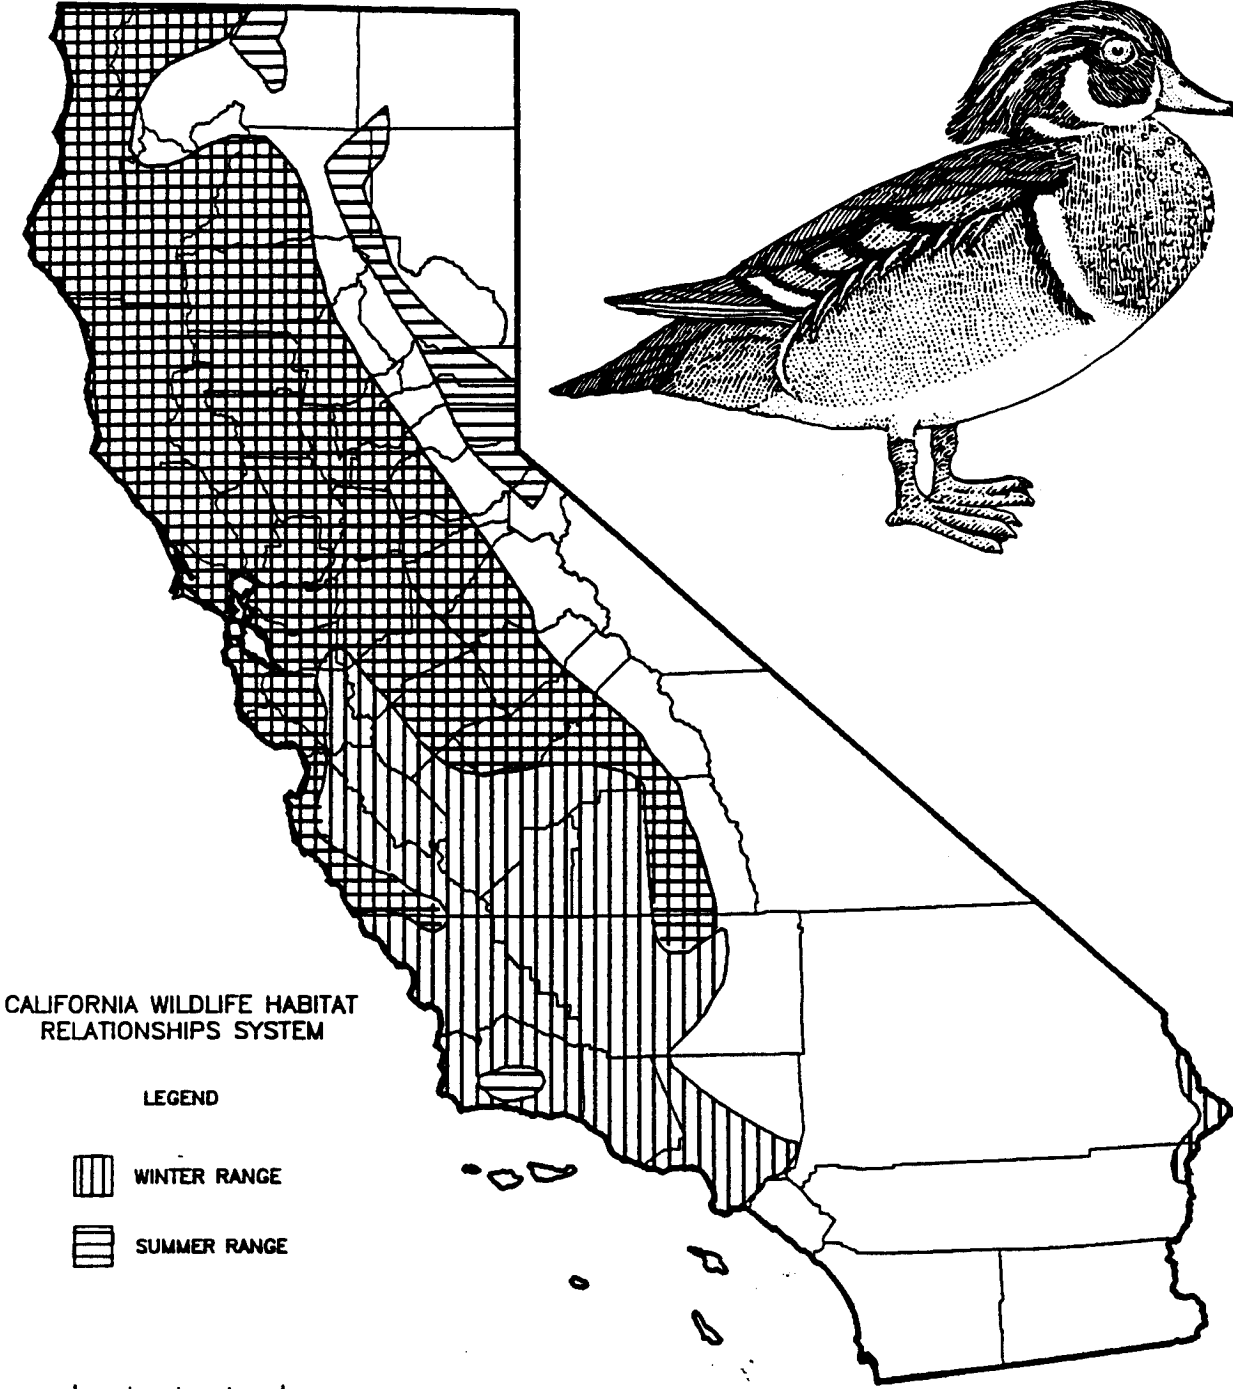 CALIFORNIA WILDLIFE HABITAT
RELATIONSHIPS SYSTEM
LEGEND
WINTER RANGE
SUMMER RANGE